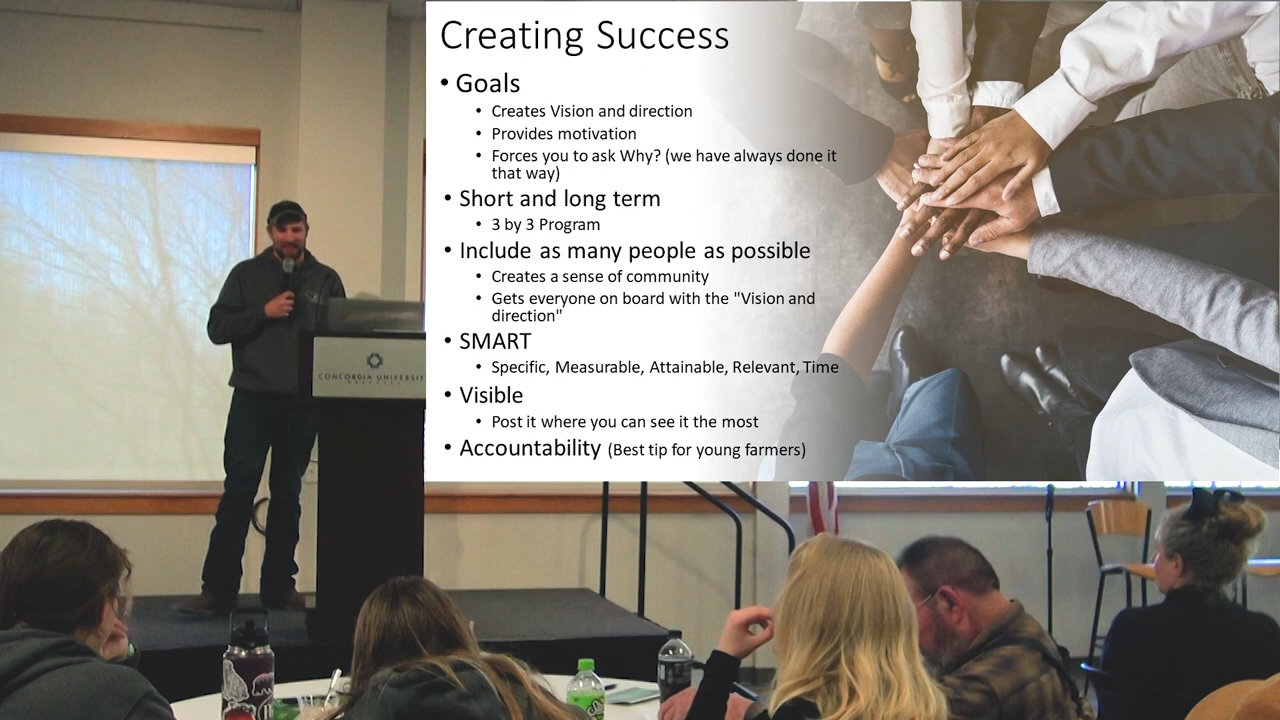 Creating Success
• Goals
• Creates Vision and direction
• Provides motivation
• Forces you to ask Why? (we have always done it
that way)
• Short and long term
• 3 by 3 Program
• Include as many people as possible
• Creates a sense of community
• Gets everyone on board with the "Vision and
direction"
• SMART
• Specific, Measurable, Attainable, Relevant, Time
• Visible
• Post it where you can see it the most
• Accountability (Best tip for young farmers)
CONCORDIA UNIVERSIT
NEBRASKA